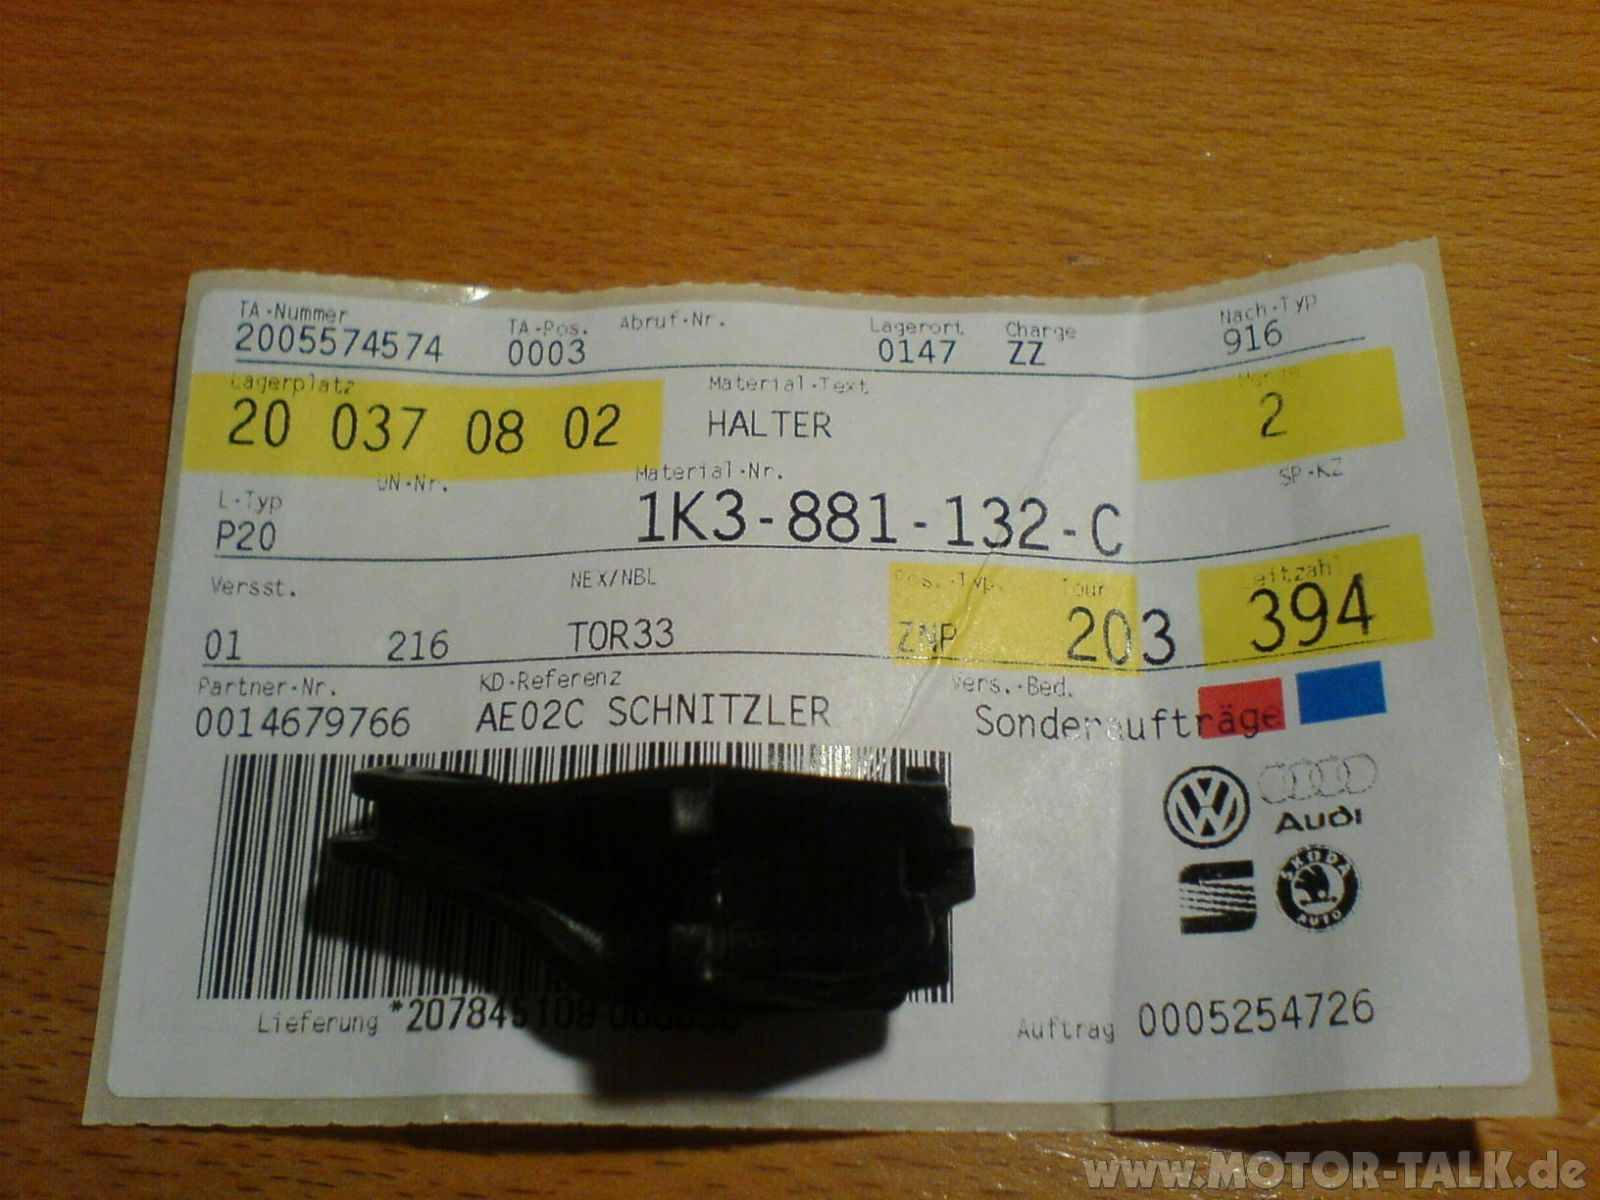 TA-Nummer TA-Pos. Abruf-Nr. Lagerort Charge Nach-Typ
2005574574 0003 0147 ZZ 916
Lagerplatz Material-Text
20 037 08 02 HALTER 2
UN-Nr. Material-Nr. SP-KZ
L-Typ
P20 1K3-881-132-C
Versst. NEX/NBL Tour
01 216 TOR33 ZNP 203 394
Partner-Nr. KD-Referenz Vers.-Bed.
0014679766 AE02C SCHNITZLER Sonderaufträge
AUDI
SKODA
AUTO
Lieferung *207845109 Auftrag 0005254726
www.MOTOR-TALK.de